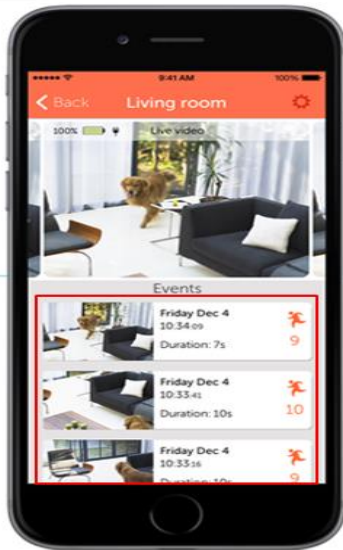 9:41 AM 100%
Back Living room
100% Live video
Events
Friday Dec 4
10:34:09
9
Duration: 7s
Friday Dec 4
10:33:41
10
Duration: 10s
Friday Dec 4
10:33:16
9
Duration: 10s